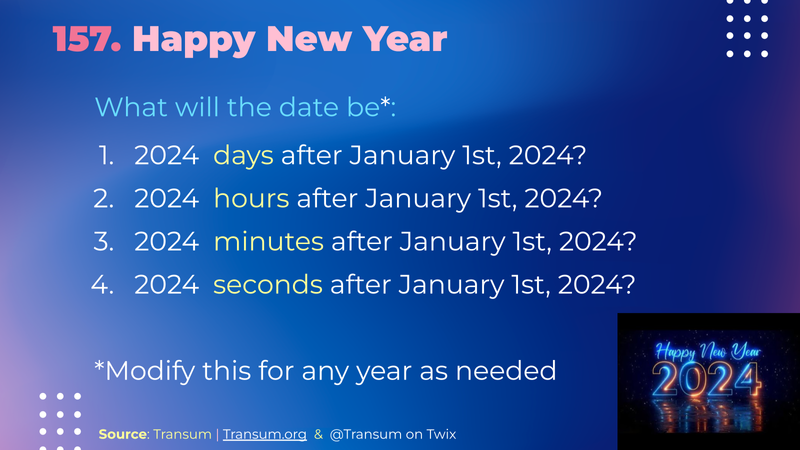 157. Happy New Year
What will the date be*:
1. 2024 days after January 1st, 2024?
2. 2024 hours after January 1st, 2024?
3. 2024 minutes after January 1st, 2024?
4. 2024 seconds after January 1st, 2024?
Happy New Year
2024
*Modify this for any year as needed
Source: Transum | Transum.org & @Transum on Twix